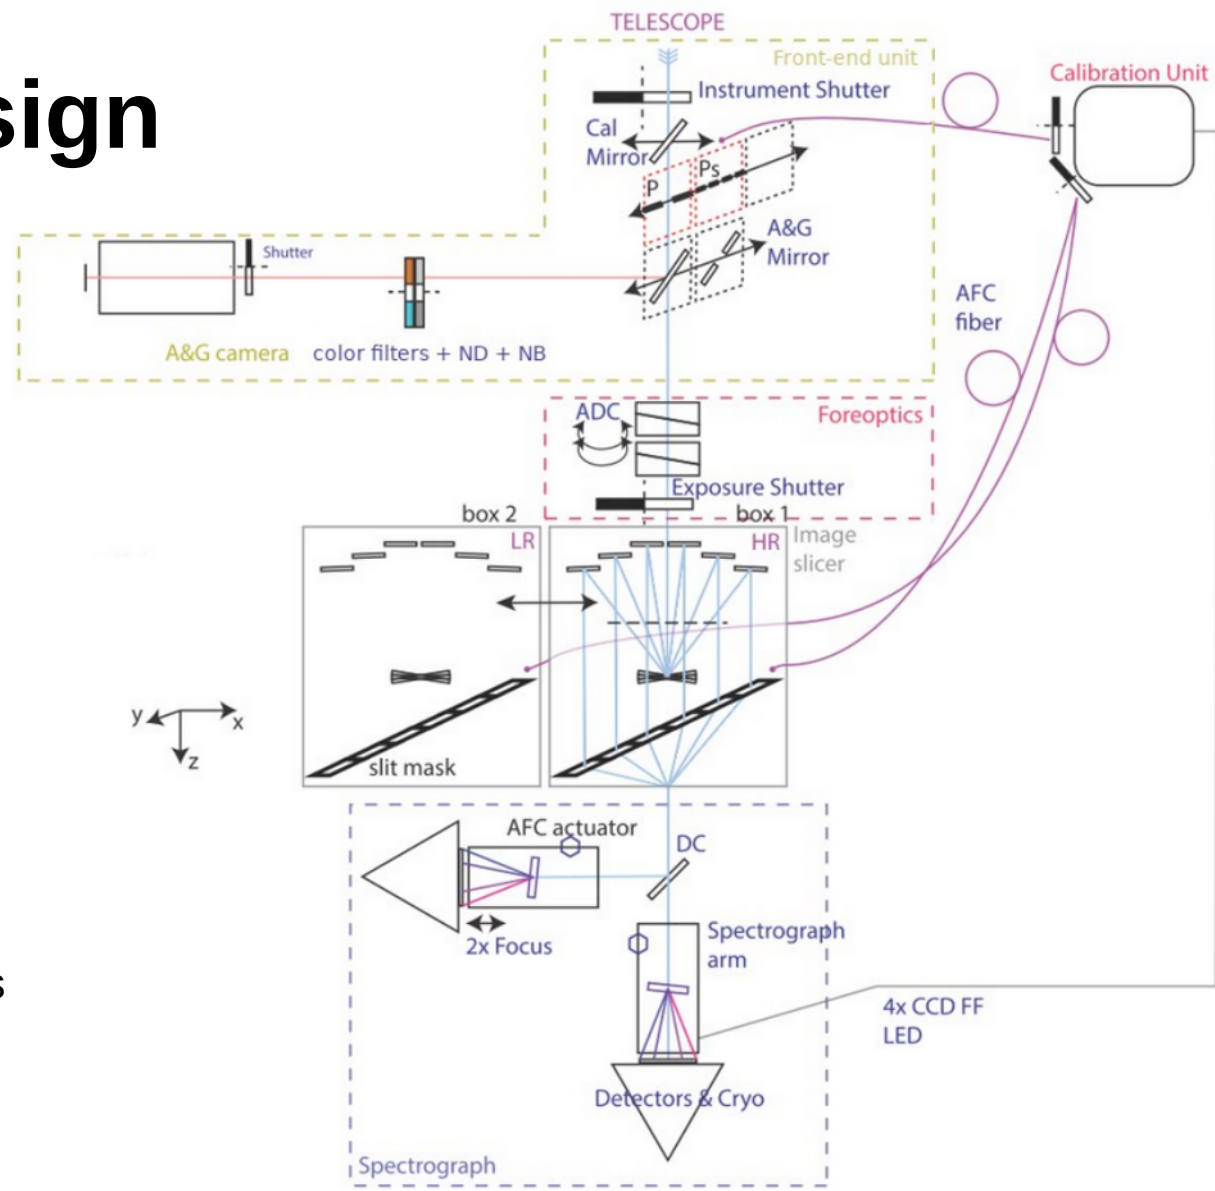 sign
TELESCOPE
Front-end unit
Instrument Shutter
Calibration Unit
Cal
Mirror
P
Ps
A&G
Mirror
Shutter
AFC
fiber
A&G camera
color filters + ND + NB
ADC
Foreoptics
Exposure Shutter
box 2
box 1
LR
HR
Image
slicer
y
x
z
slit mask
AFC actuator
DC
2x Focus
Spectrograph
arm
s
4x CCD FF
LED
Detectors & Cryo
Spectrograph